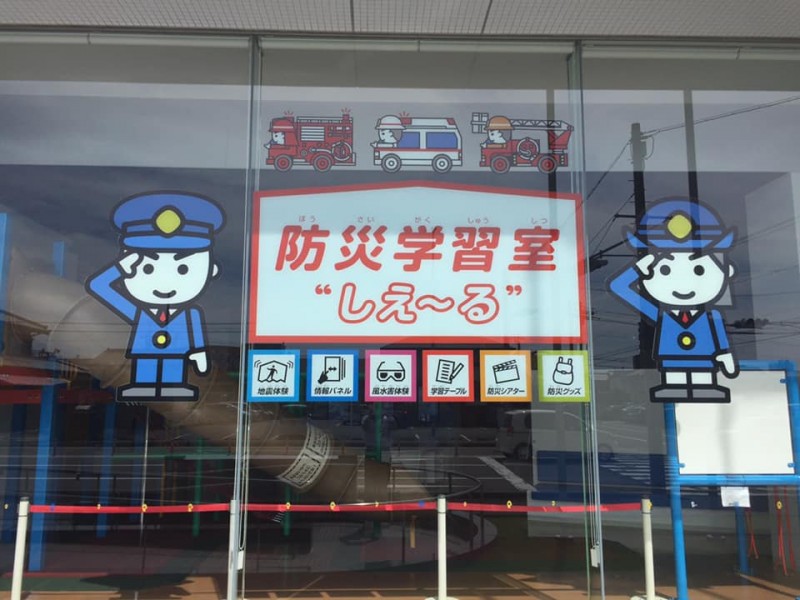 ぼう さい がく しゅう しつ
防災学習室
“しえ〜る”
地震体験
情報パネル
風水害体験
学習テーブル
防災シアター
防災グッズ